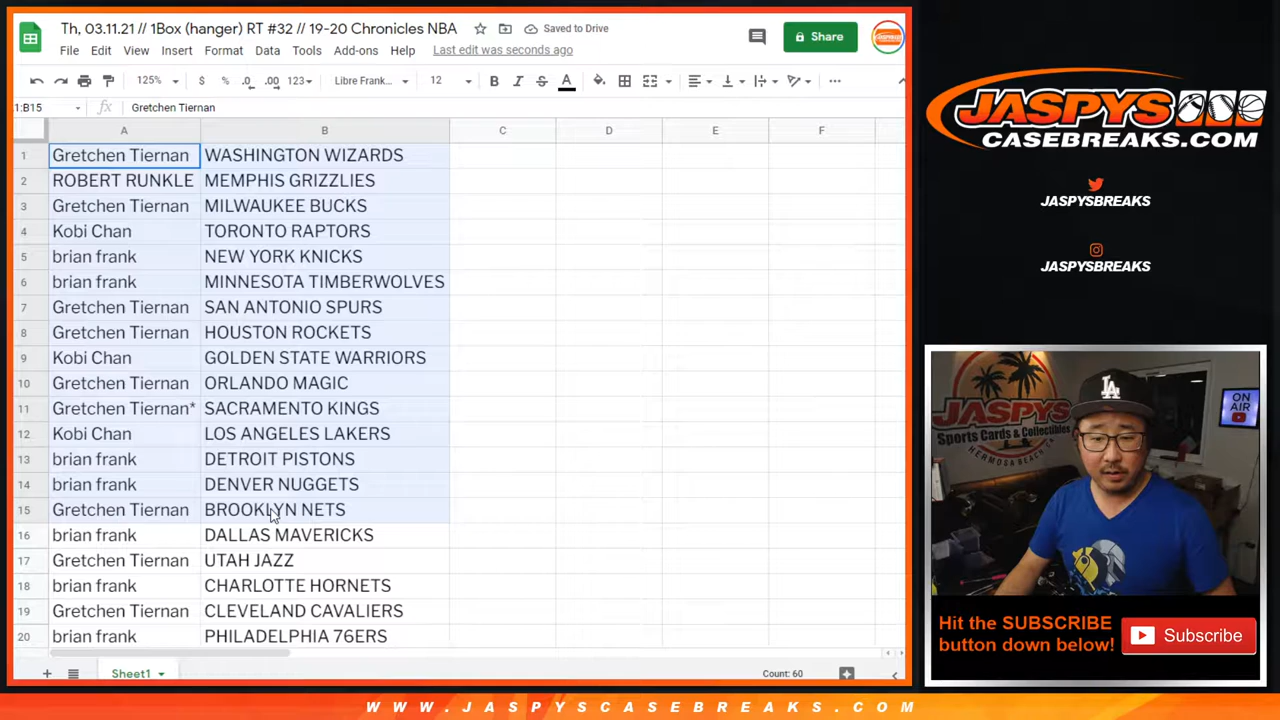 Th, 03.11.21 // 1Box (hanger) RT #32 // 19-20 Chronicles NBA
Saved to Drive
Share
File Edit View Insert Format Data Tools Add-ons Help Last edit was seconds ago
125% $ % .0 .00 123 Libre Frank... 12 B I S A
1:B15 fx Gretchen Tiernan
A B C D E F
1 Gretchen Tiernan WASHINGTON WIZARDS
2 ROBERT RUNKLE MEMPHIS GRIZZLIES
3 Gretchen Tiernan MILWAUKEE BUCKS
4 Kobi Chan TORONTO RAPTORS
5 brian frank NEW YORK KNICKS
6 brian frank MINNESOTA TIMBERWOLVES
7 Gretchen Tiernan SAN ANTONIO SPURS
8 Gretchen Tiernan HOUSTON ROCKETS
9 Kobi Chan GOLDEN STATE WARRIORS
10 Gretchen Tiernan ORLANDO MAGIC
11 Gretchen Tiernan* SACRAMENTO KINGS
12 Kobi Chan LOS ANGELES LAKERS
13 brian frank DETROIT PISTONS
14 brian frank DENVER NUGGETS
15 Gretchen Tiernan BROOKLYN NETS
16 brian frank DALLAS MAVERICKS
17 Gretchen Tiernan UTAH JAZZ
18 brian frank CHARLOTTE HORNETS
19 Gretchen Tiernan CLEVELAND CAVALIERS
20 brian frank PHILADELPHIA 76ERS
Sheet1 Count: 60
JASPYS
CASEBREAKS.COM
JASPYSBREAKS
JASPYSBREAKS
JASPYS
Sports Cards & Collectibles
HERMOSA BEACH
LA
ON
AIR
Hit the SUBSCRIBE
button down below!
Subscribe
WWW.JASPYSCASEBREAKS.COM